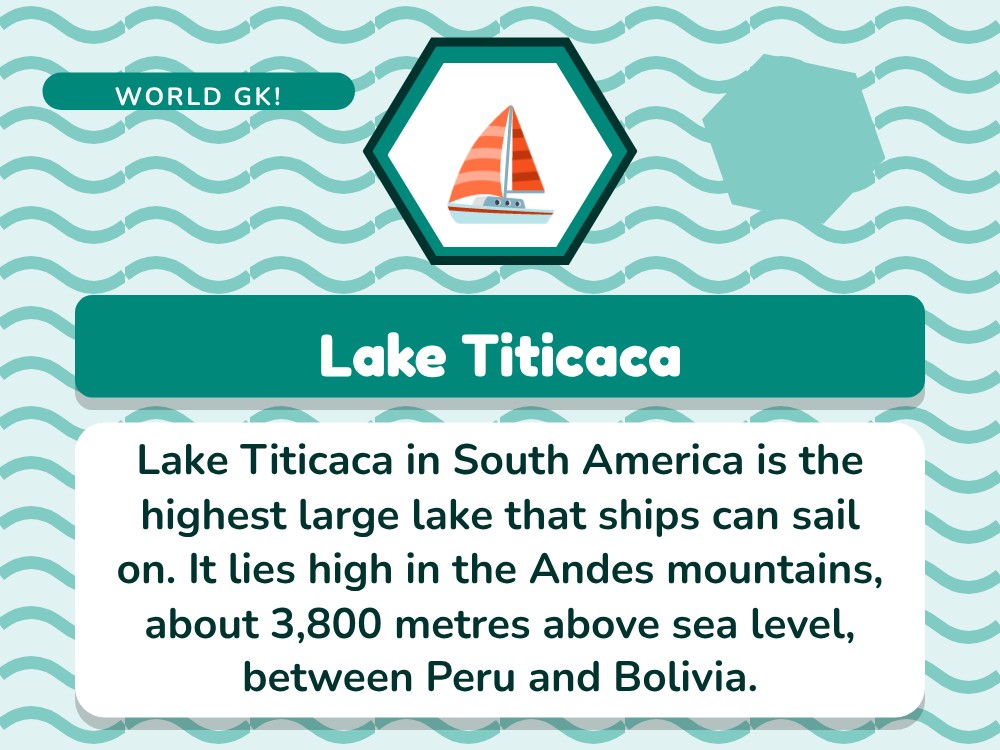 WORLD GK!
Lake Titicaca
Lake Titicaca in South America is the
highest large lake that ships can sail
on. It lies high in the Andes mountains,
about 3,800 metres above sea level,
between Peru and Bolivia.